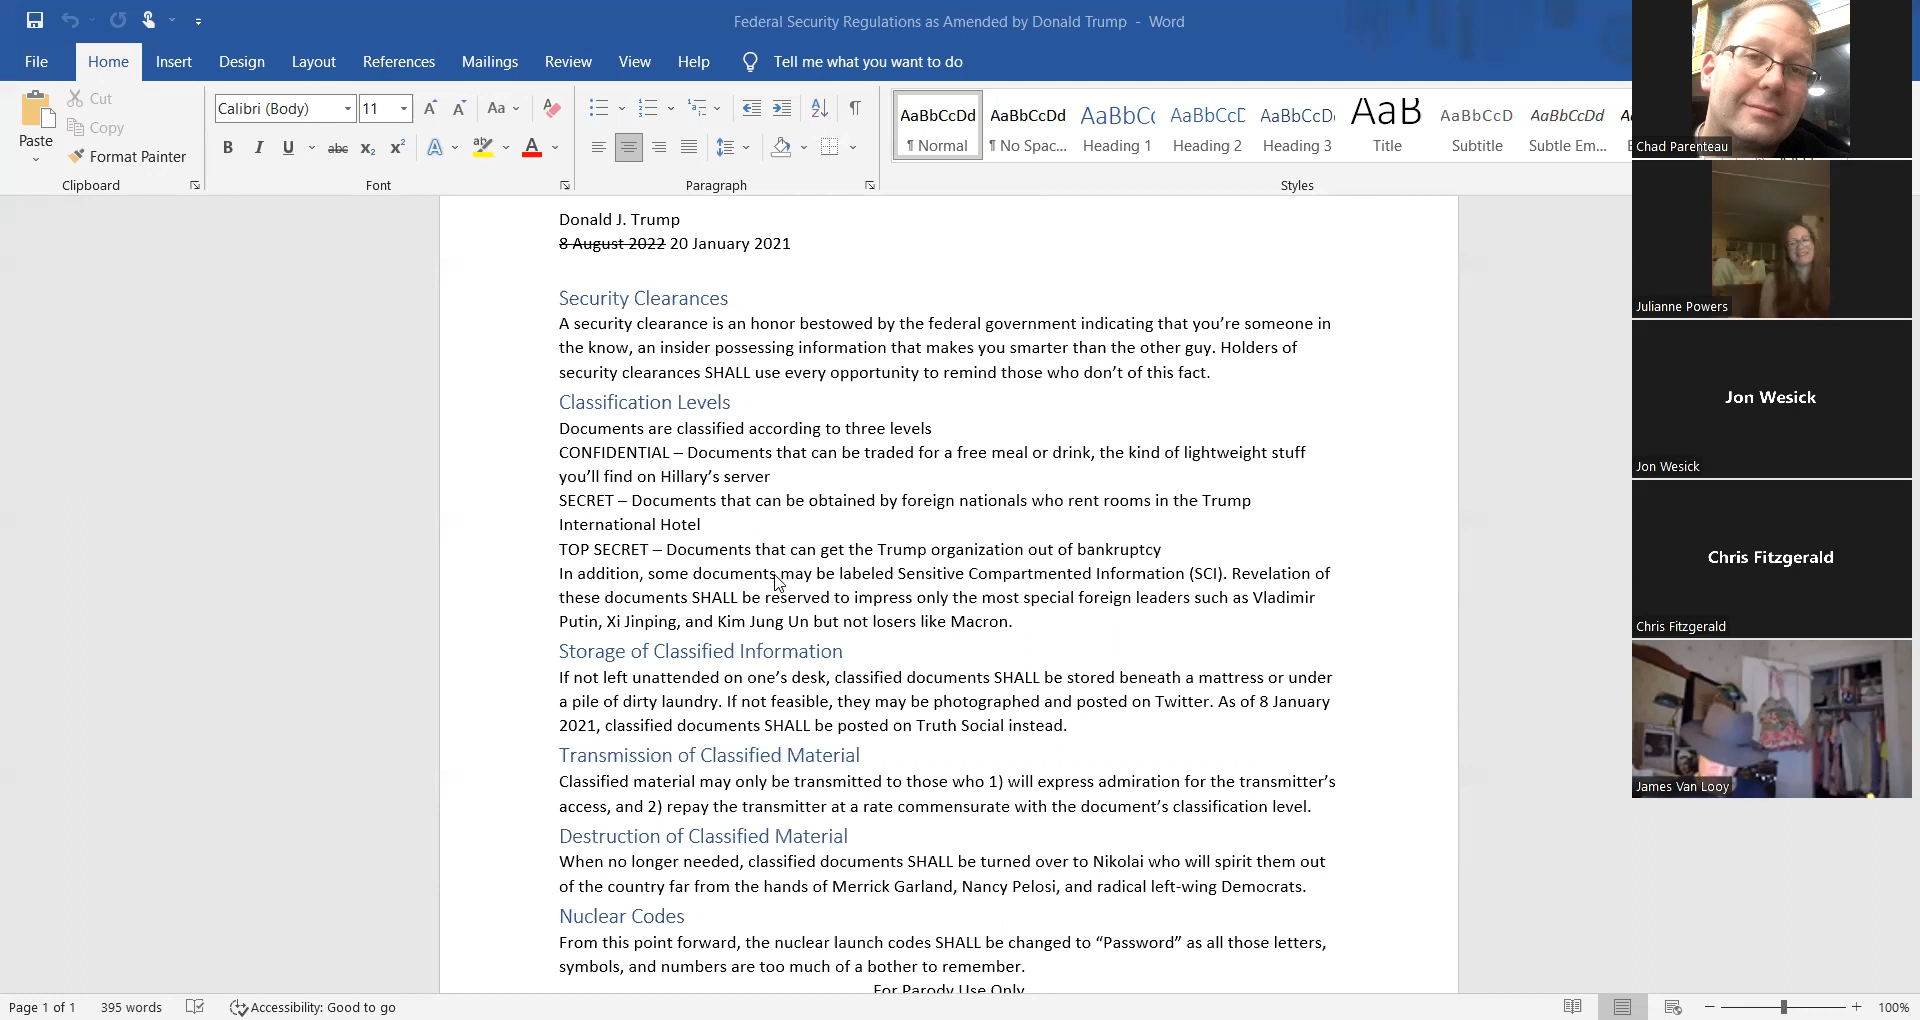 Federal Security Regulations as Amended by Donald Trump - Word
File Home Insert Design Layout References Mailings Review View Help Tell me what you want to do
Paste
Cut
Copy
Format Painter
Clipboard
Calibri (Body) 11
Aa
B I U abc x₂ x² A A
Font
Paragraph
AaBbCcDd AaBbCcDd AaBbCc AaBbCcD AaBbCcDc AaB AaBbCcD AaBbCcDd
¶ Normal ¶ No Spac... Heading 1 Heading 2 Heading 3 Title Subtitle Subtle Em...
Styles
Donald J. Trump
8 August 2022 20 January 2021
Security Clearances
A security clearance is an honor bestowed by the federal government indicating that you’re someone in
the know, an insider possessing information that makes you smarter than the other guy. Holders of
security clearances SHALL use every opportunity to remind those who don’t of this fact.
Classification Levels
Documents are classified according to three levels
CONFIDENTIAL – Documents that can be traded for a free meal or drink, the kind of lightweight stuff
you’ll find on Hillary’s server
SECRET – Documents that can be obtained by foreign nationals who rent rooms in the Trump
International Hotel
TOP SECRET – Documents that can get the Trump organization out of bankruptcy
In addition, some documents may be labeled Sensitive Compartmented Information (SCI). Revelation of
these documents SHALL be reserved to impress only the most special foreign leaders such as Vladimir
Putin, Xi Jinping, and Kim Jung Un but not losers like Macron.
Storage of Classified Information
If not left unattended on one’s desk, classified documents SHALL be stored beneath a mattress or under
a pile of dirty laundry. If not feasible, they may be photographed and posted on Twitter. As of 8 January
2021, classified documents SHALL be posted on Truth Social instead.
Transmission of Classified Material
Classified material may only be transmitted to those who 1) will express admiration for the transmitter’s
access, and 2) repay the transmitter at a rate commensurate with the document’s classification level.
Destruction of Classified Material
When no longer needed, classified documents SHALL be turned over to Nikolai who will spirit them out
of the country far from the hands of Merrick Garland, Nancy Pelosi, and radical left-wing Democrats.
Nuclear Codes
From this point forward, the nuclear launch codes SHALL be changed to “Password” as all those letters,
symbols, and numbers are too much of a bother to remember.
For Parody Use Only
Page 1 of 1 395 words Accessibility: Good to go 100%
Chad Parenteau
Julianne Powers
Jon Wesick
Jon Wesick
Chris Fitzgerald
Chris Fitzgerald
James Van Looy